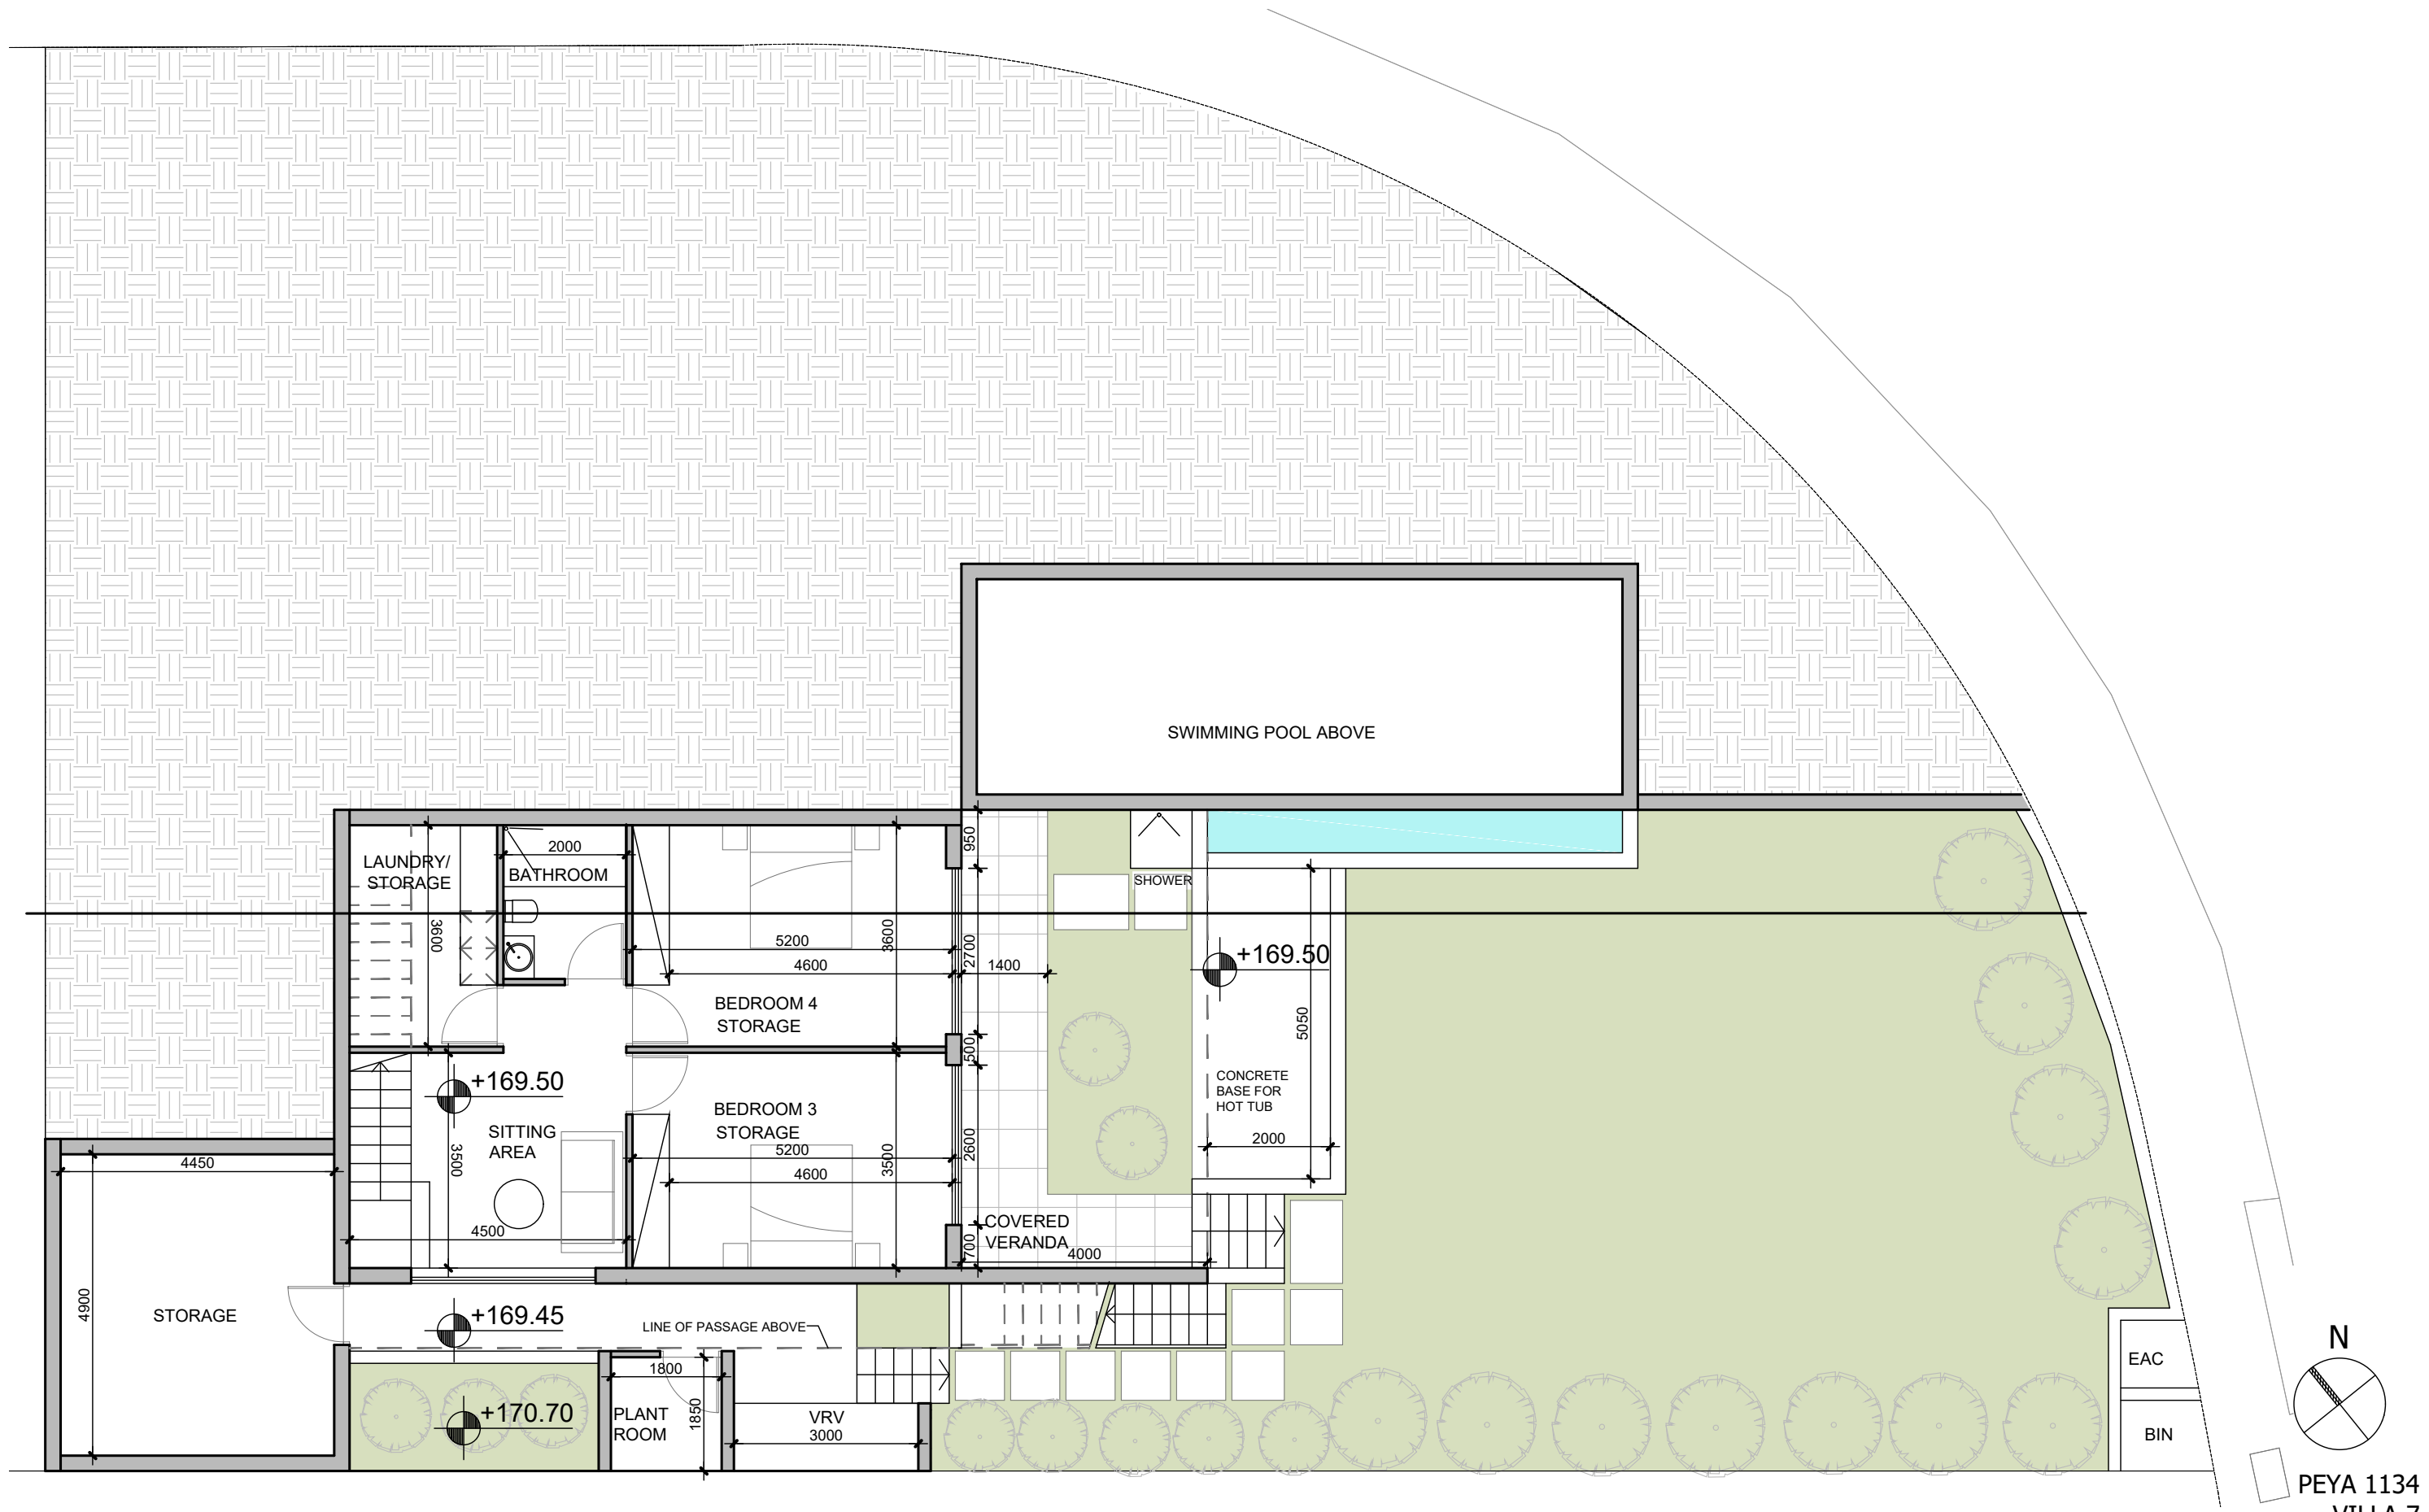 SWIMMING POOL ABOVE
950
LAUNDRY/
STORAGE
2000
BATHROOM
SHOWER
3600
5200
3600
2700
+169.50
4600
1400
BEDROOM 4
STORAGE
5050
500
+169.50
CONCRETE
BASE FOR
HOT TUB
BEDROOM 3
STORAGE
SITTING
AREA
3500
5200
3500
2600
2000
4450
4600
4500
COVERED
VERANDA
700
4000
4900
STORAGE
+169.45
LINE OF PASSAGE ABOVE
N
1800
EAC
+170.70
PLANT
ROOM
1850
VRV
3000
BIN
PEYA 1134